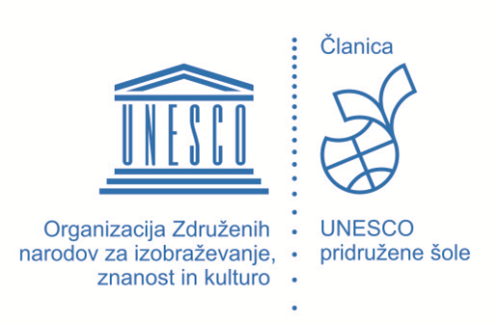 UNESCO
Organizacija Združenih
narodov za izobraževanje,
znanost in kulturo
Članica
UNESCO
pridružene šole